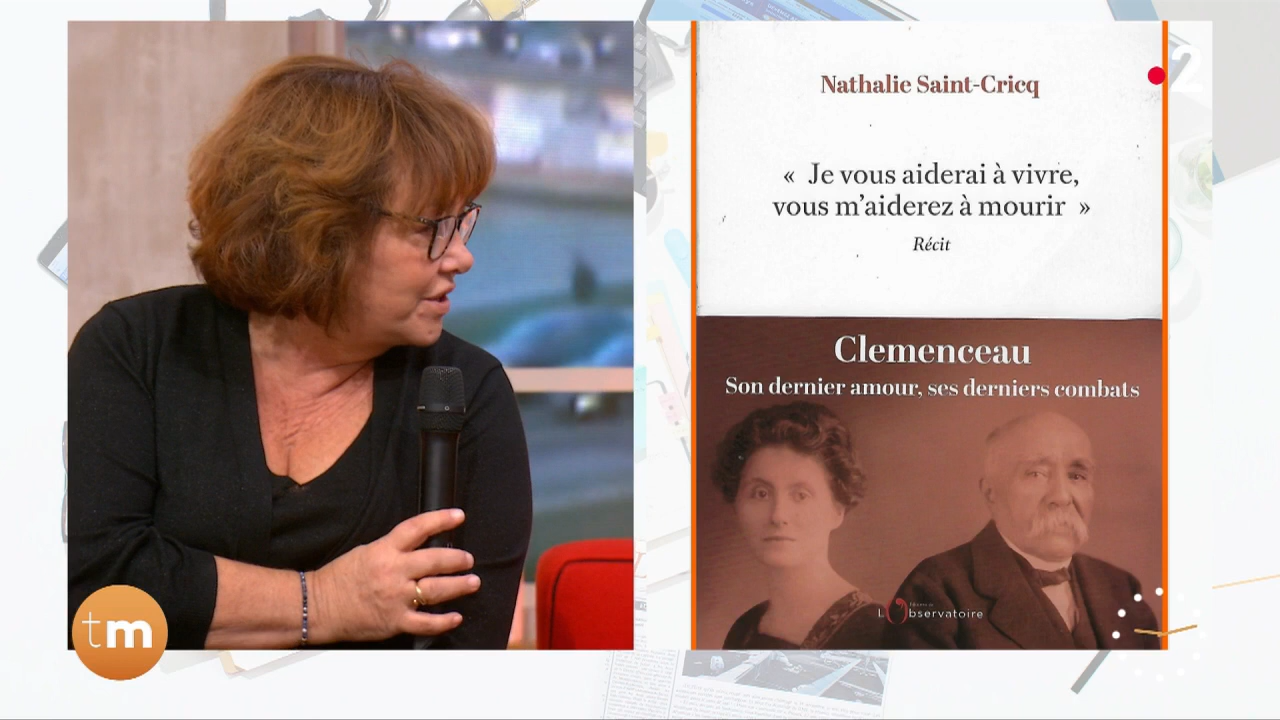 Nathalie Saint-Cricq
« Je vous aiderai à vivre,
vous m’aiderez à mourir »
Récit
Clemenceau
Son dernier amour, ses derniers combats
L'Observatoire
tm
2